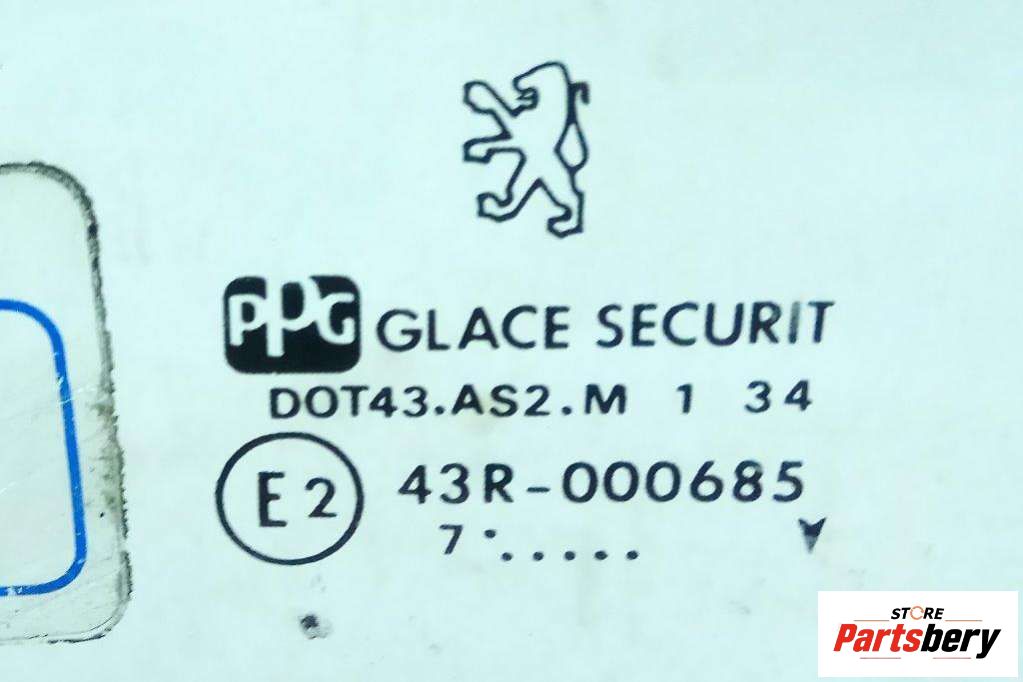 PPG GLACE SECURIT
DOT43.AS2.M 1 34
E2 43R-000685
7 ·.....
STORE
Partsbery